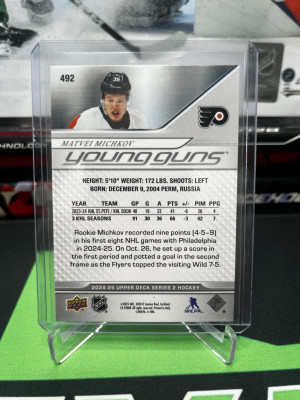 492
39
MATVEI MICHKOV
young guns
HEIGHT: 5'10" WEIGHT: 172 LBS. SHOOTS: LEFT
BORN: DECEMBER 9, 2004 PERM, RUSSIA
YEAR TEAM GP G A PTS +/- PIM PPG
3 KHL SEASONS 91 30 36 66 -3 42 7
Rookie Michkov recorded nine points (4-5–9)
in his first eight NHL games with Philadelphia
in 2024-25. On Oct. 26, he set up a score in
the first period and potted a goal in the second
frame as the Flyers topped the visiting Wild 7-5.
2024-25 UPPER DECK SERIES 2 HOCKEY
NHLPA